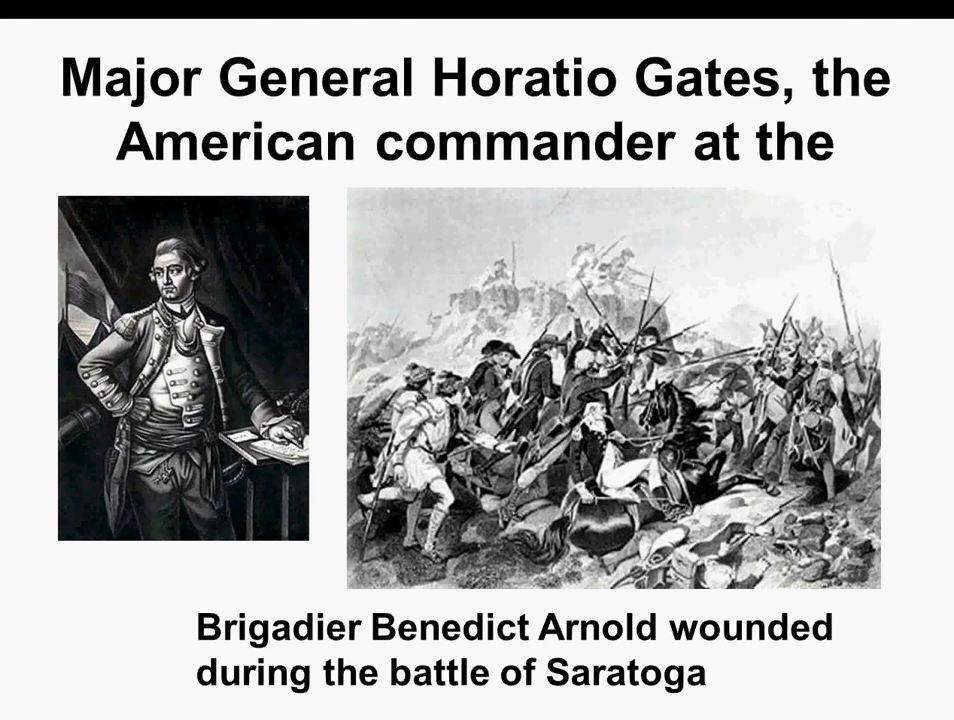 Major General Horatio Gates, the
American commander at the
Brigadier Benedict Arnold wounded
during the battle of Saratoga